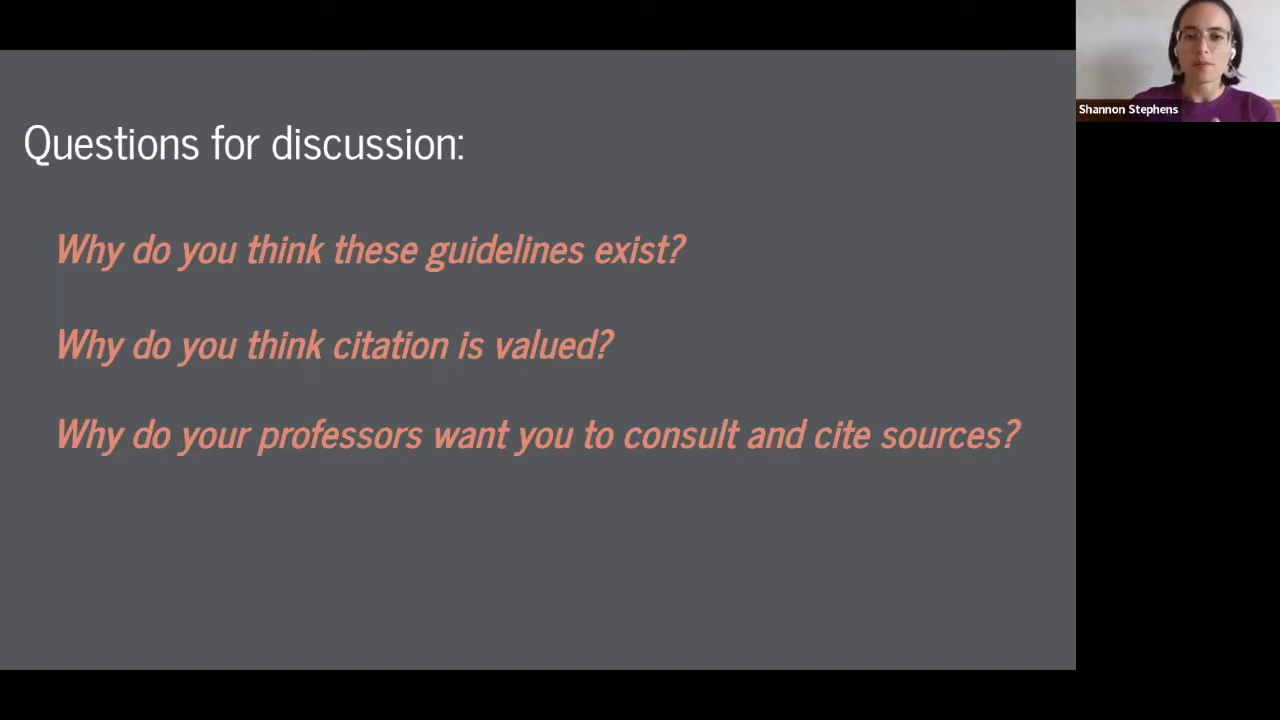 Questions for discussion:
Why do you think these guidelines exist?
Why do you think citation is valued?
Why do your professors want you to consult and cite sources?
Shannon Stephens